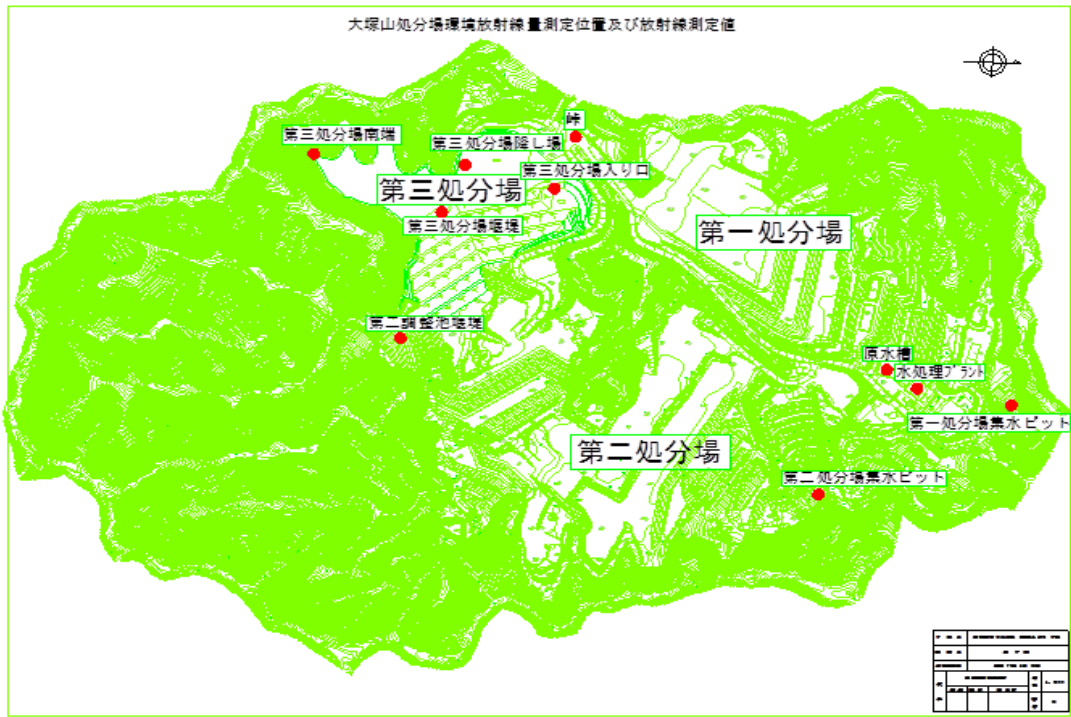 大塚山処分場環境放射線量測定位置及び放射線測定値
峠
第三処分場南端
第三処分場降し場
第三処分場入り口
第三処分場
第三処分場堰堤
第一処分場
第二調整池堰堤
原水槽
水処理プラント
第一処分場集水ピット
第二処分場
第二処分場集水ピット